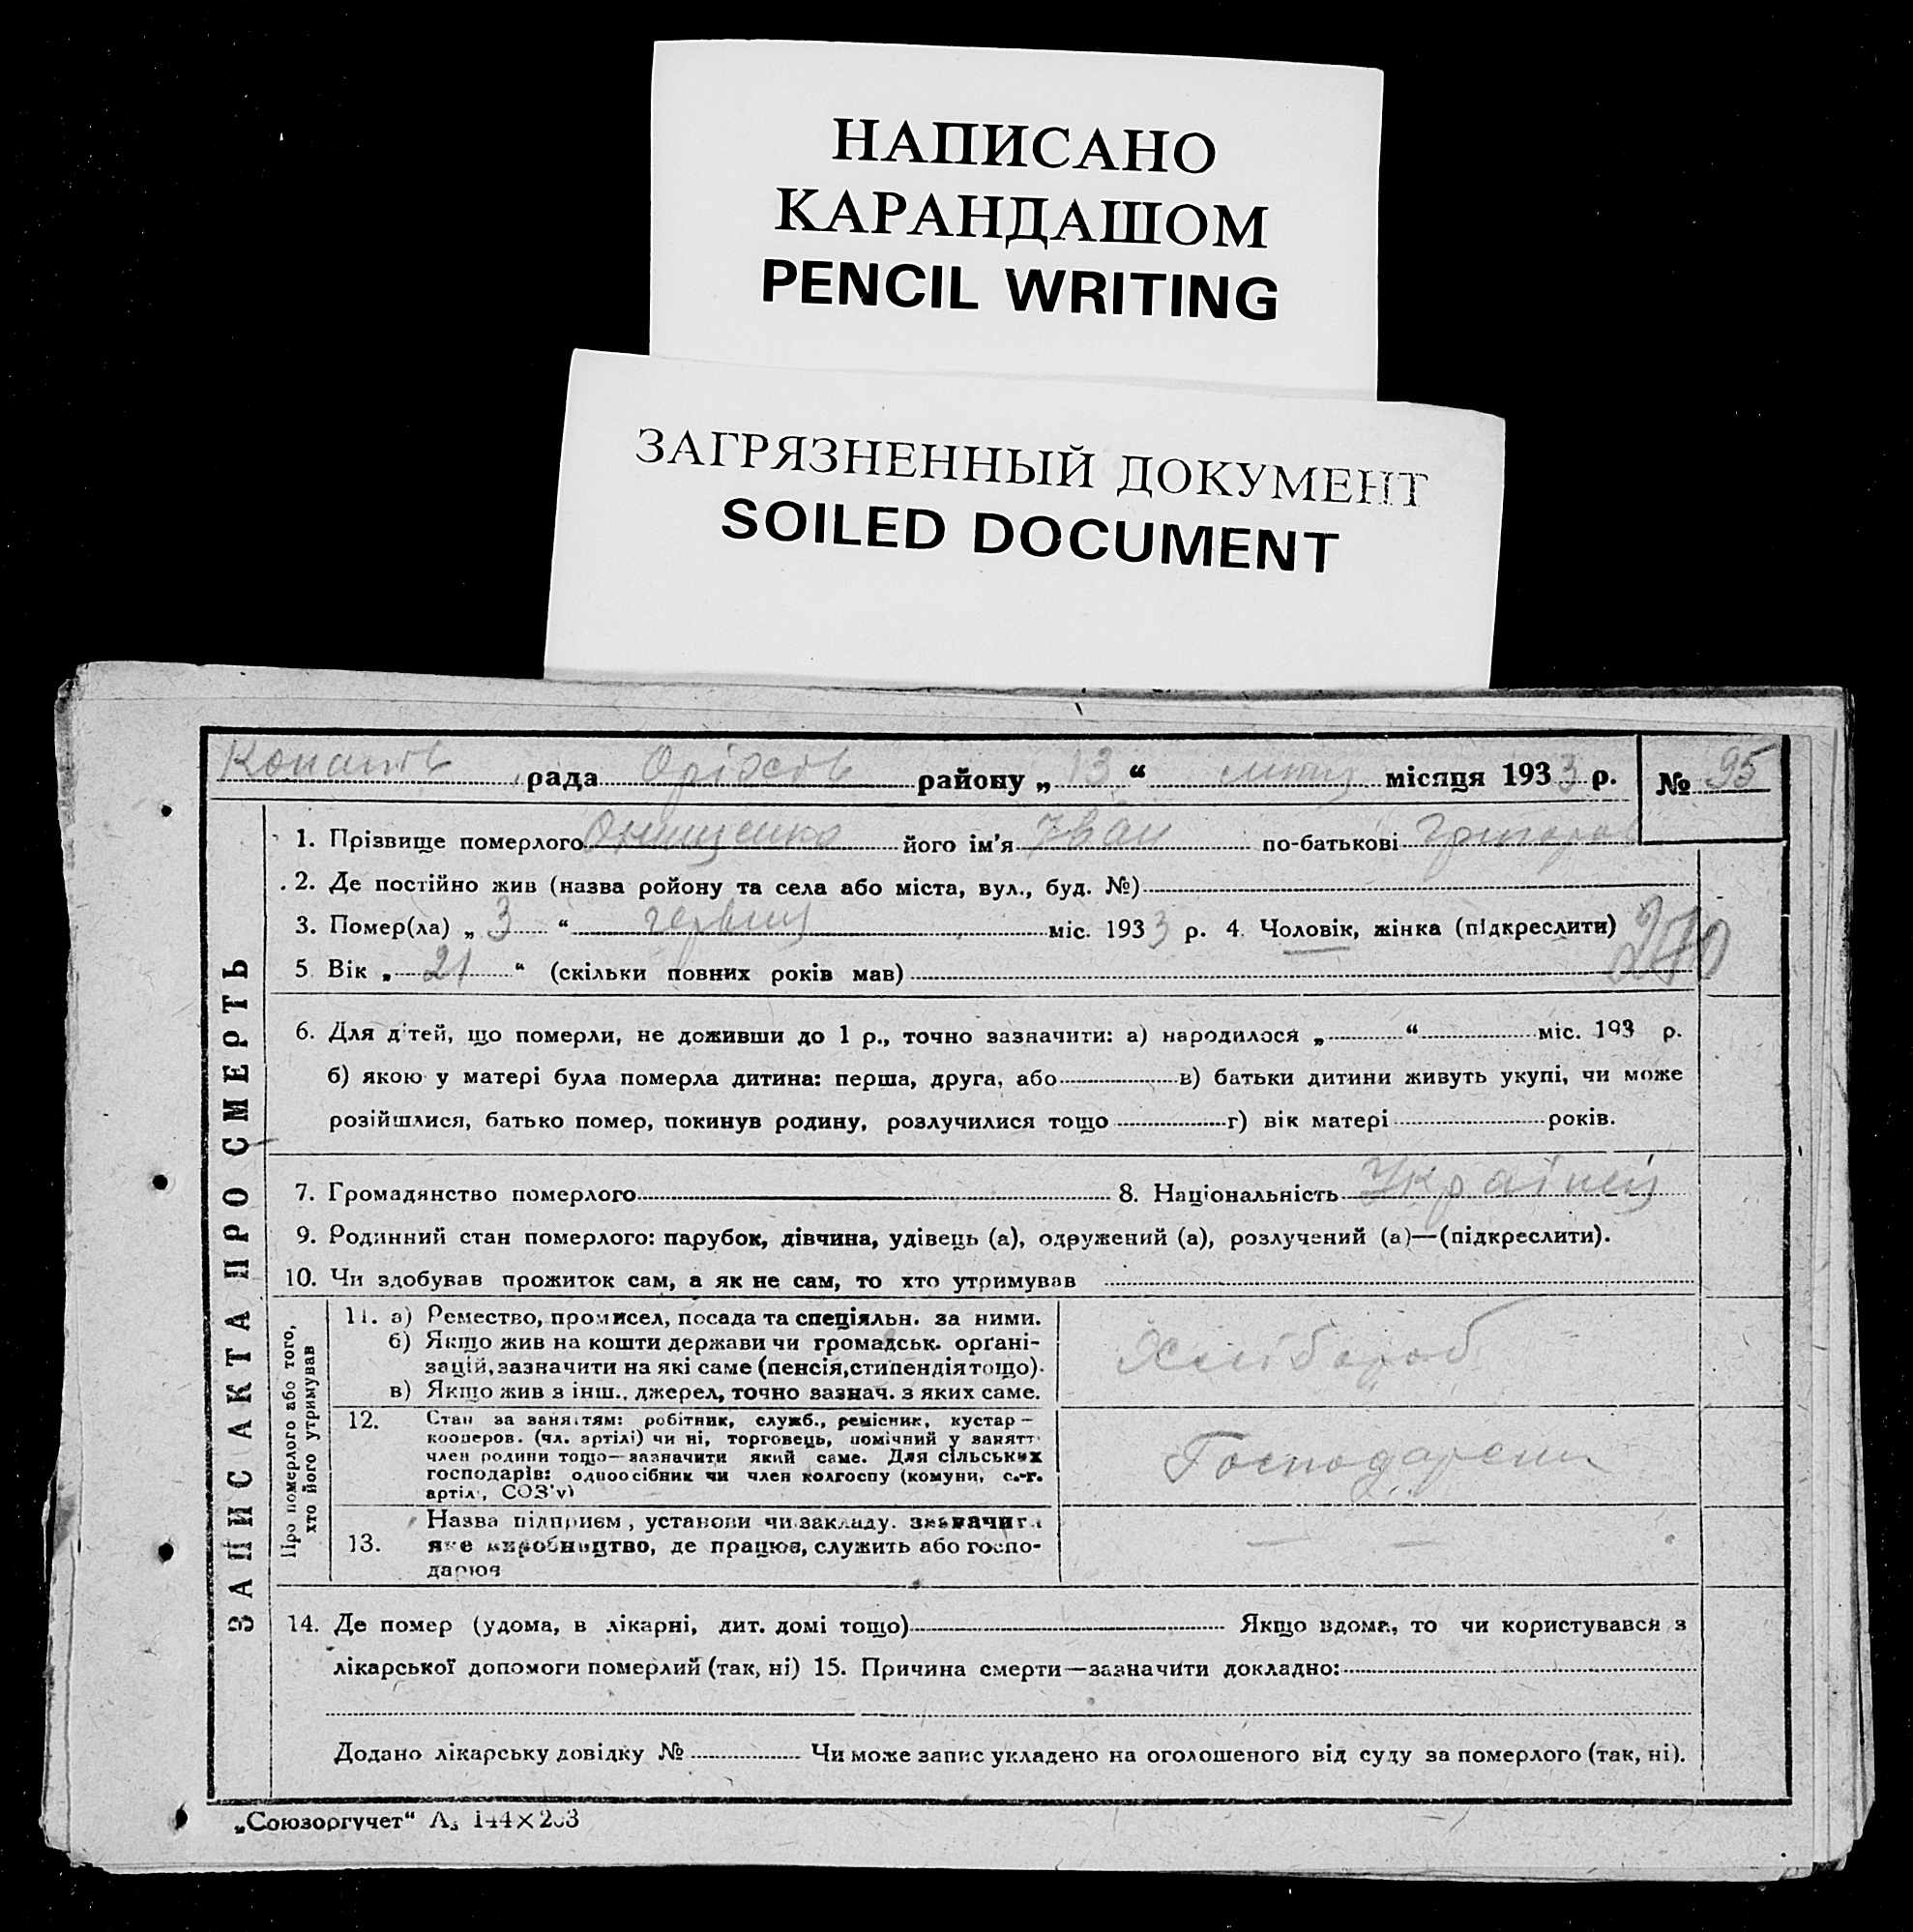 НАПИСАНО
КАРАНДАШОМ
PENCIL WRITING
ЗАГРЯЗНЕННЫЙ ДОКУМЕНТ
SOILED DOCUMENT
рада Оріхов району „ 13 “ місяця 1933 р. № 95
1. Прізвище померлого Онищенко його ім’я Іван по-батькові Григоров
2. Де постійно жив (назва ройону та села або міста, вул., буд. №)
3. Помер(ла) „ 3 “ червня міс. 1933 р. 4. Чоловік, жінка (підкреслити)
5 Вік „ 21 “ (скільки повних років мав)
6. Для дітей, що померли, не доживши до 1 р., точно зазначити: а) народилося „ “ міс. 193 р.
б) якою у матері була померла дитина: перша, друга, або в) батьки дитини живуть укупі, чи може
розійшлися, батько помер, покинув родину, розлучилися тощо г) вік матері років.
7. Громадянство померлого 8. Національність Українец
9. Родинний стан померлого: парубок, дівчина, удівець (а), одружений (а), розлучений (а)—(підкреслити).
10. Чи здобував прожиток сам, а як не сам, то хто утримував
ЗАПИС АКТА ПРО СМЕРТЬ
Про померлого або того,
хто його утримував
11. а) Ремество, промисел, посада та спеціяльн. за ними.
б) Якщо жив на кошти держави чи громадськ. орґані-
зацій, зазначити на які саме (пенсія, стипендія тощо).
в) Якщо жив з інш., джерел, точно зазнач. з яких саме.
Хлібороб
12. Стан за заняттям: робітник, служб., ремісник, кустар —
кооперов. (чл. артілі) чи ні, торговець, помічний у занятт
член родини тощо—зазначити який саме. Для сільських
господарів: одноосібник чи член колгоспу (комуни, с.-г.
артіл., СОЗ'у)
13. Назва підприєм, установи чи закладу. зазначити
яке виробництво, де працює, служить або госпо-
дарює
14. Де помер (удома, в лікарні, дит. домі тощо) Якщо вдома, то чи користувався з
лікарської допомоги померлий (так, ні) 15. Причина смерти—зазначити докладно:
Додано лікарську довідку № Чи може запис укладено на оголошеного від суду за померлого (так, ні).
„Союзоргучет“ А₅ 144×203